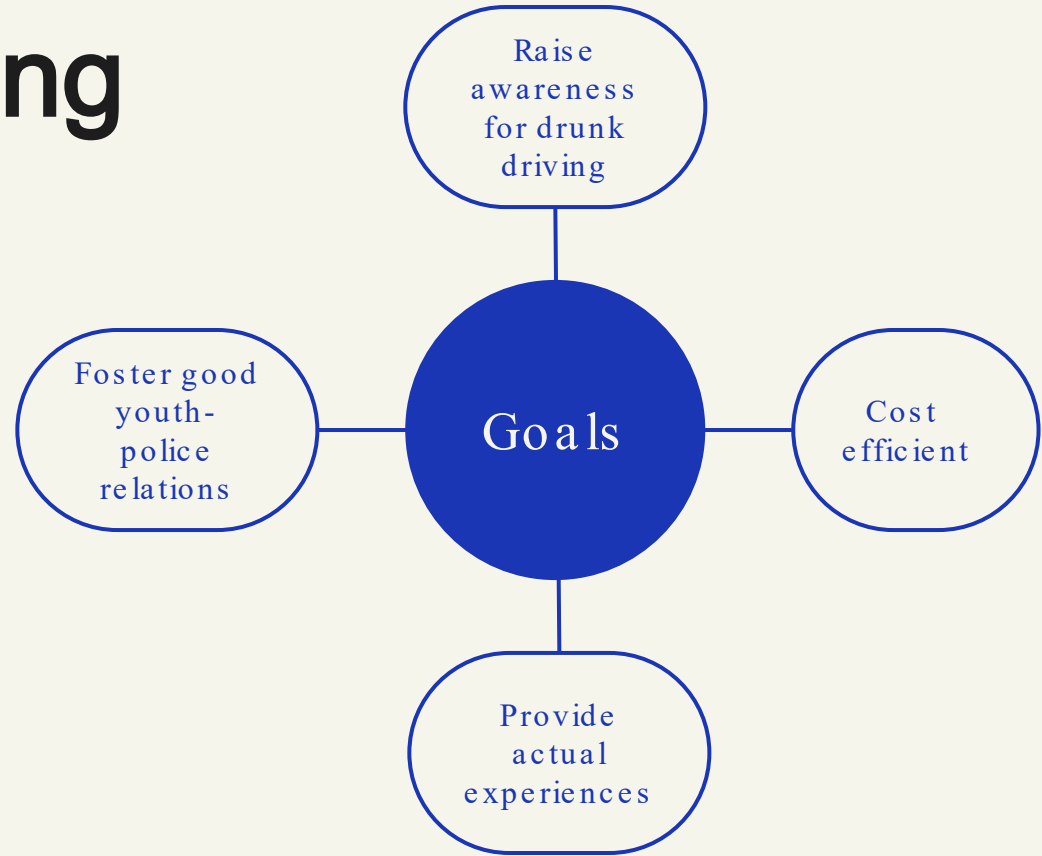 ng
Raise
awareness
for drunk
driving
Foster good
youth-
police
relations
Goals
Cost
efficient
Provide
actual
experiences